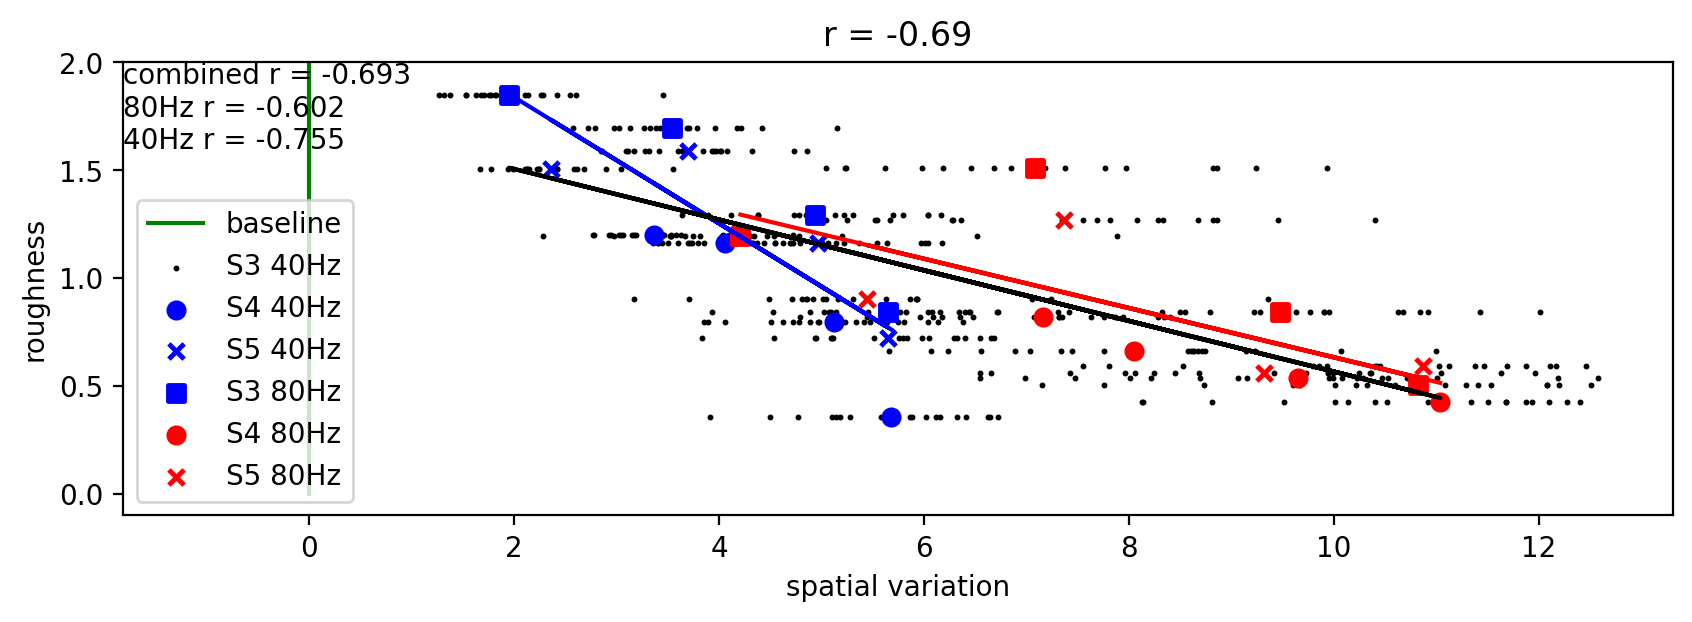 r = -0.69
combined r = -0.693
80Hz r = -0.602
40Hz r = -0.755
2.0
1.5
1.0
0.5
0.0
roughness
baseline
S3 40Hz
S4 40Hz
S5 40Hz
S3 80Hz
S4 80Hz
S5 80Hz
0 2 4 6 8 10 12
spatial variation